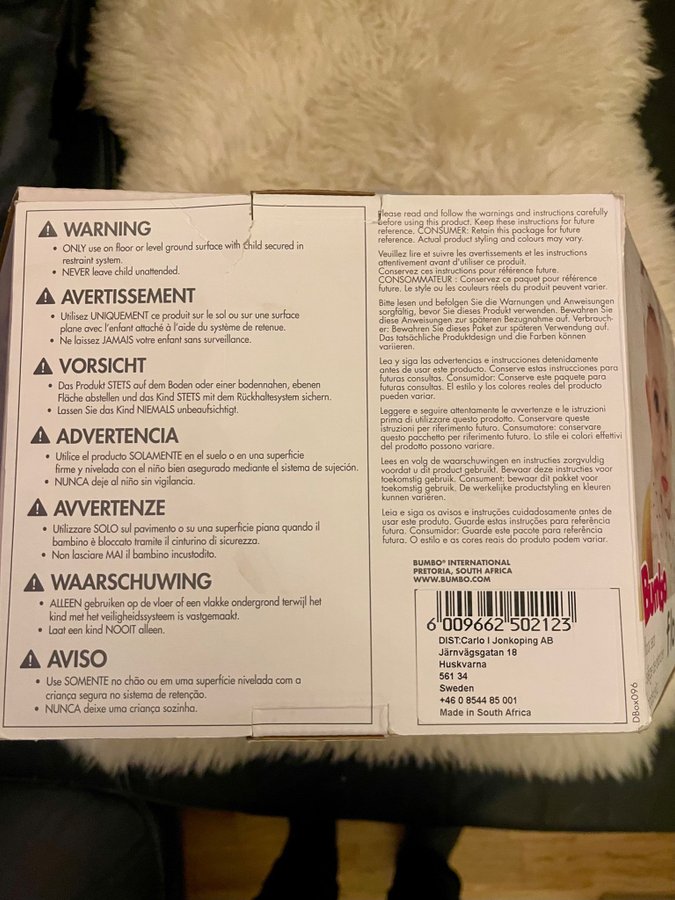 WARNING
• ONLY use on floor or level ground surface with child secured in
restraint system.
• NEVER leave child unattended.
AVERTISSEMENT
• Utilisez UNIQUEMENT ce produit sur le sol ou sur une surface
plane avec l'enfant attaché à l'aide du système de retenue.
• Ne laissez JAMAIS votre enfant sans surveillance.
VORSICHT
• Das Produkt STETS auf dem Boden oder einer bodennahen, ebenen
Fläche abstellen und das Kind STETS mit dem Rückhaltesystem sichern.
• Lassen Sie das Kind NIEMALS unbeaufsichtigt.
ADVERTENCIA
• Utilice el producto SOLAMENTE en el suelo o en una superficie
firme y nivelada con el niño bien asegurado mediante el sistema de sujeción.
• NUNCA deje al niño sin vigilancia.
AVVERTENZE
• Utilizzare SOLO sul pavimento o su una superficie piana quando il
bambino è bloccato tramite il cinturino di sicurezza.
• Non lasciare MAI il bambino incustodito.
WAARSCHUWING
• ALLEEN gebruiken op de vloer of een vlakke ondergrond terwijl het
kind met het veiligheidssysteem is vastgemaakt.
• Laat een kind NOOIT alleen.
AVISO
• Use SOMENTE no chão ou em uma superfície nivelada com a
criança segura no sistema de retenção.
• NUNCA deixe uma criança sozinha.
Please read and follow the warnings and instructions carefully
before using this product. Keep these instructions for future
reference. CONSUMER: Retain this package for future
reference. Actual product styling and colours may vary.
Veuillez lire et suivre les avertissements et les instructions
attentivement avant d'utiliser ce produit.
Conservez ces instructions pour référence future.
CONSOMMATEUR : Conservez ce paquet pour référence
future. Le style ou les couleurs réels du produit peuvent varier.
Bitte lesen und befolgen Sie die Warnungen und Anweisungen
sorgfältig, bevor Sie dieses Produkt verwenden. Bewahren Sie
diese Anweisungen zur späteren Bezugnahme auf. Verbrauch-
er: Bewahren Sie dieses Paket zur späteren Verwendung auf.
Das tatsächliche Produktdesign und die Farben können
variieren.
Lea y siga las advertencias e instrucciones detenidamente
antes de usar este producto. Conserve estas instrucciones para
futuras consultas. Consumidor: Conserve este paquete para
futuras consultas. El estilo y los colores reales del producto
pueden variar.
Leggere e seguire attentamente le avvertenze e le istruzioni
prima di utilizzare questo prodotto. Conservare queste
istruzioni per riferimento futuro. Consumatore: conservare
questo pacchetto per riferimento futuro. Lo stile ei colori effettivi
del prodotto possono variare.
Lees en volg de waarschuwingen en instructies zorgvuldig
voordat u dit product gebruikt. Bewaar deze instructies voor
toekomstig gebruik. Consument: bewaar dit pakket voor
toekomstig gebruik. De werkelijke productstyling en kleuren
kunnen variëren.
Leia e siga os avisos e instruções cuidadosamente antes de
usar este produto. Guarde estas instruções para referência
futura. Consumidor: Guarde este pacote para referência
futura. O estilo e as cores reais do produto podem variar.
BUMBO® INTERNATIONAL
PRETORIA, SOUTH AFRICA
WWW.BUMBO.COM
6 009662 502123
DIST:Carlo I Jonkoping AB
Järnvägsgatan 18
Huskvarna
561 34
Sweden
+46 0 8544 85 001
Made in South Africa
DBox096
Bumbo